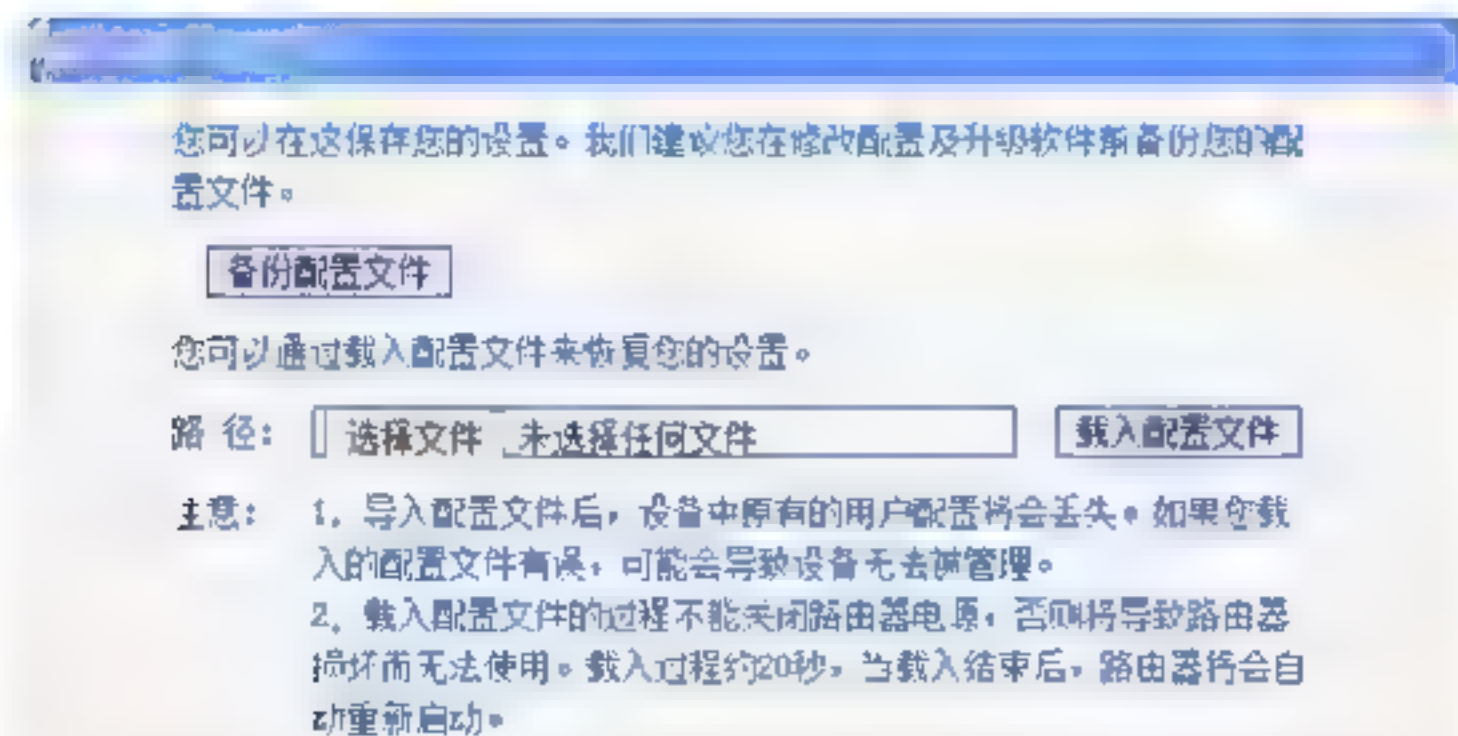 您可以在这保存您的设置。我们建议您在修改配置及升级软件前备份您的配
置文件。
备份配置文件
您可以通过载入配置文件来恢复您的设置。
路 径: 选择文件 未选择任何文件 载入配置文件
注意: 1, 导入配置文件后, 设备中原有的用户配置将会丢失。如果您载
入的配置文件有误, 可能会导致设备无法被管理。
2, 载入配置文件的过程不能关闭路由器电源, 否则将导致路由器
损坏而无法使用。载入过程约20秒, 当载入结束后, 路由器将会自
动重新启动。